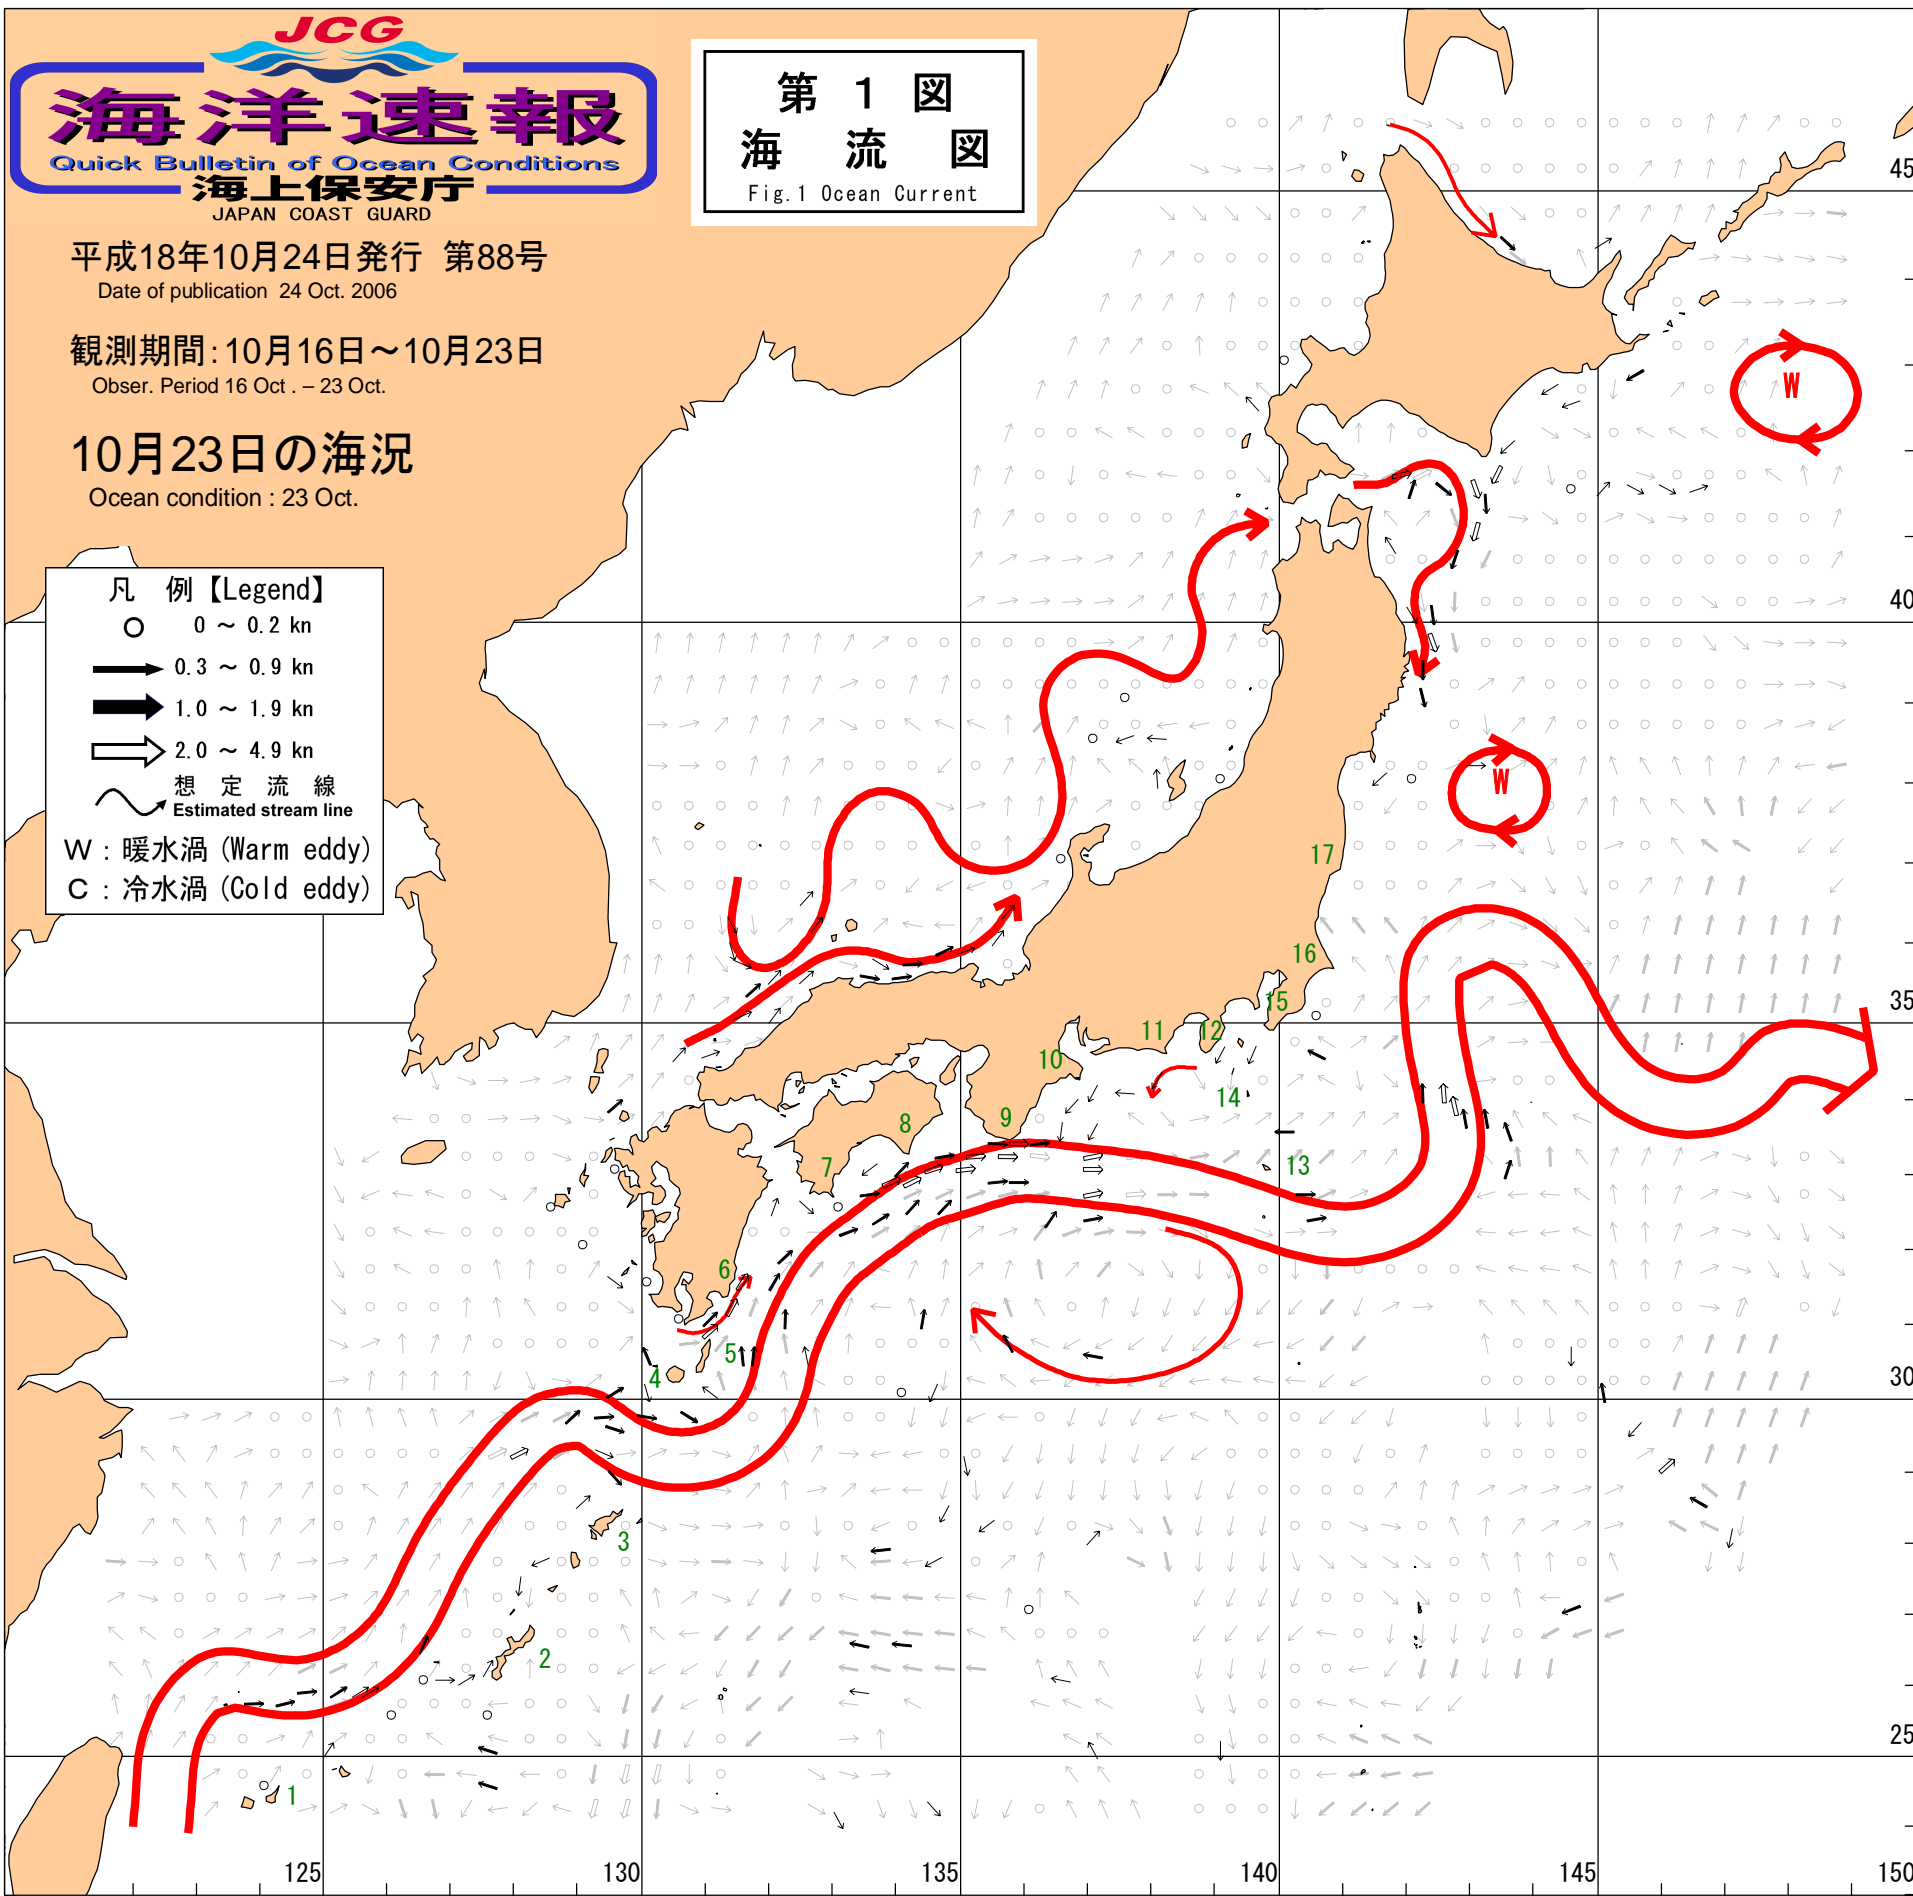 JCG
海洋速報
Quick Bulletin of Ocean Conditions
海上保安庁
JAPAN COAST GUARD
第 1 図
海 流 図
Fig.1 Ocean Current
平成18年10月24日発行 第88号
Date of publication 24 Oct. 2006
観測期間：10月16日～10月23日
Obser. Period 16 Oct . – 23 Oct.
10月23日の海況
Ocean condition : 23 Oct.
凡 例【Legend】
0 ～ 0.2 kn
0.3 ～ 0.9 kn
1.0 ～ 1.9 kn
2.0 ～ 4.9 kn
想 定 流 線
Estimated stream line
W : 暖水渦 (Warm eddy)
C : 冷水渦 (Cold eddy)
45
W
40
W
17
16
15
35
11
12
10
14
9
8
13
7
6
5
4
30
3
2
25
1
125
130
135
140
145
150